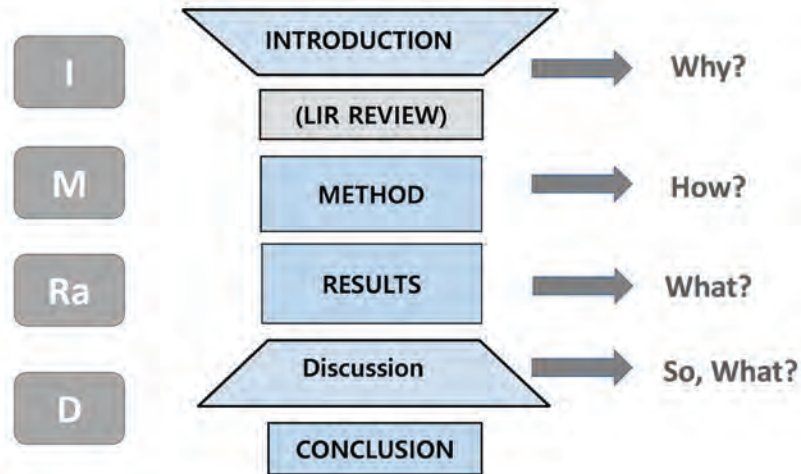 I
INTRODUCTION
Why?
(LIR REVIEW)
M
METHOD
How?
Ra
RESULTS
What?
D
Discussion
So, What?
CONCLUSION